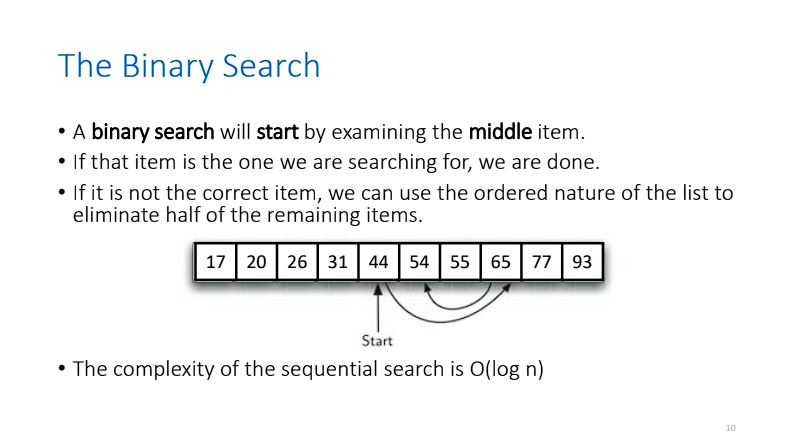 The Binary Search
• A binary search will start by examining the middle item.
• If that item is the one we are searching for, we are done.
• If it is not the correct item, we can use the ordered nature of the list to
eliminate half of the remaining items.
17 20 26 31 44 54 55 65 77 93
Start
• The complexity of the sequential search is O(log n)
10